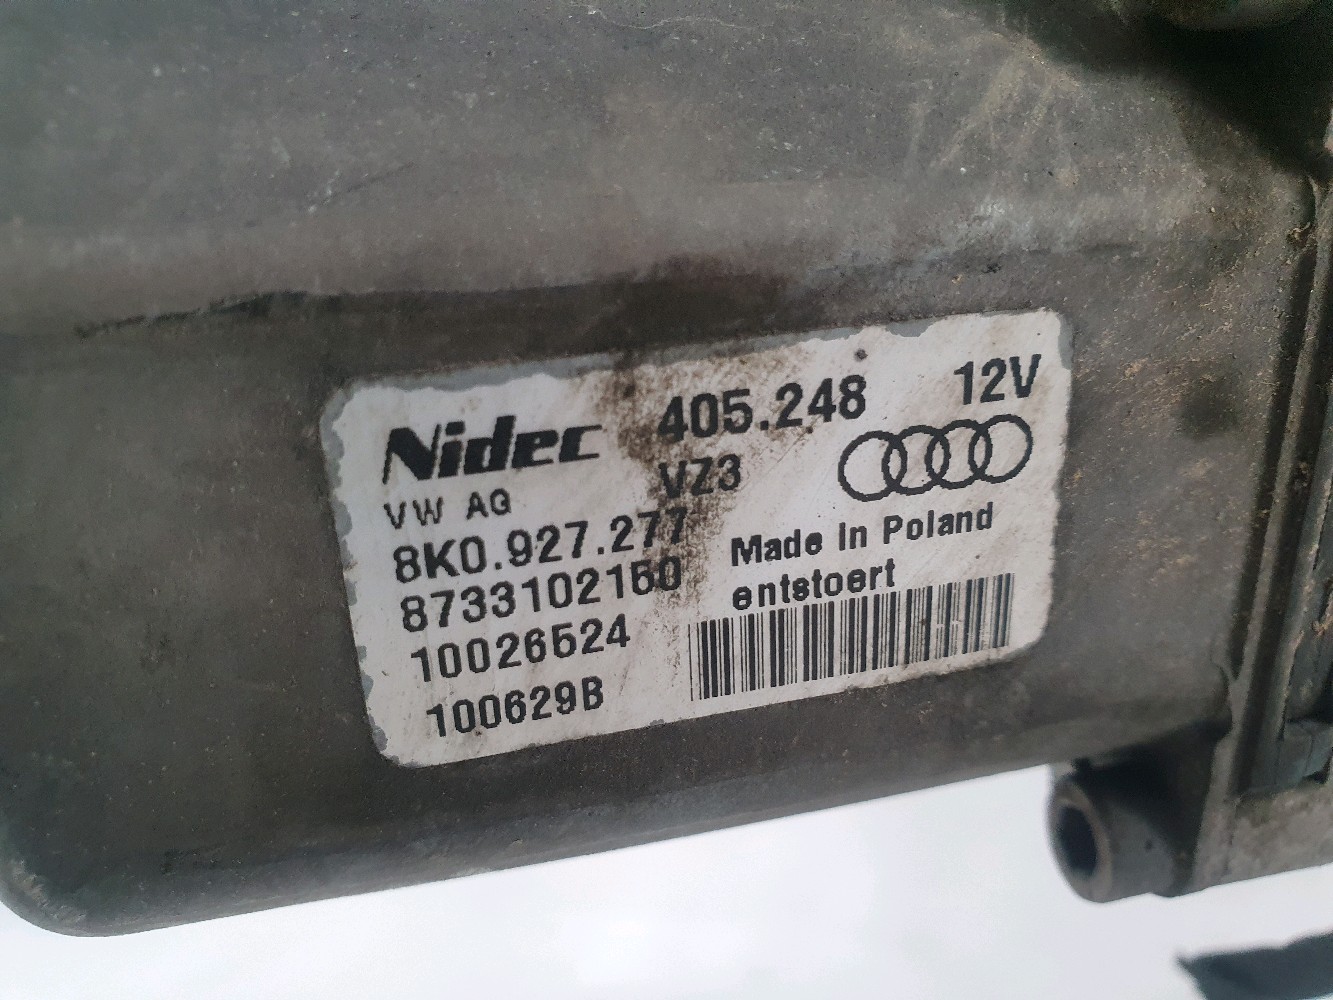 Nidec 405.248 12V
VW AG VZ3
8K0.927.277
Made in Poland
8733102150
entstoert
10026524
100629B